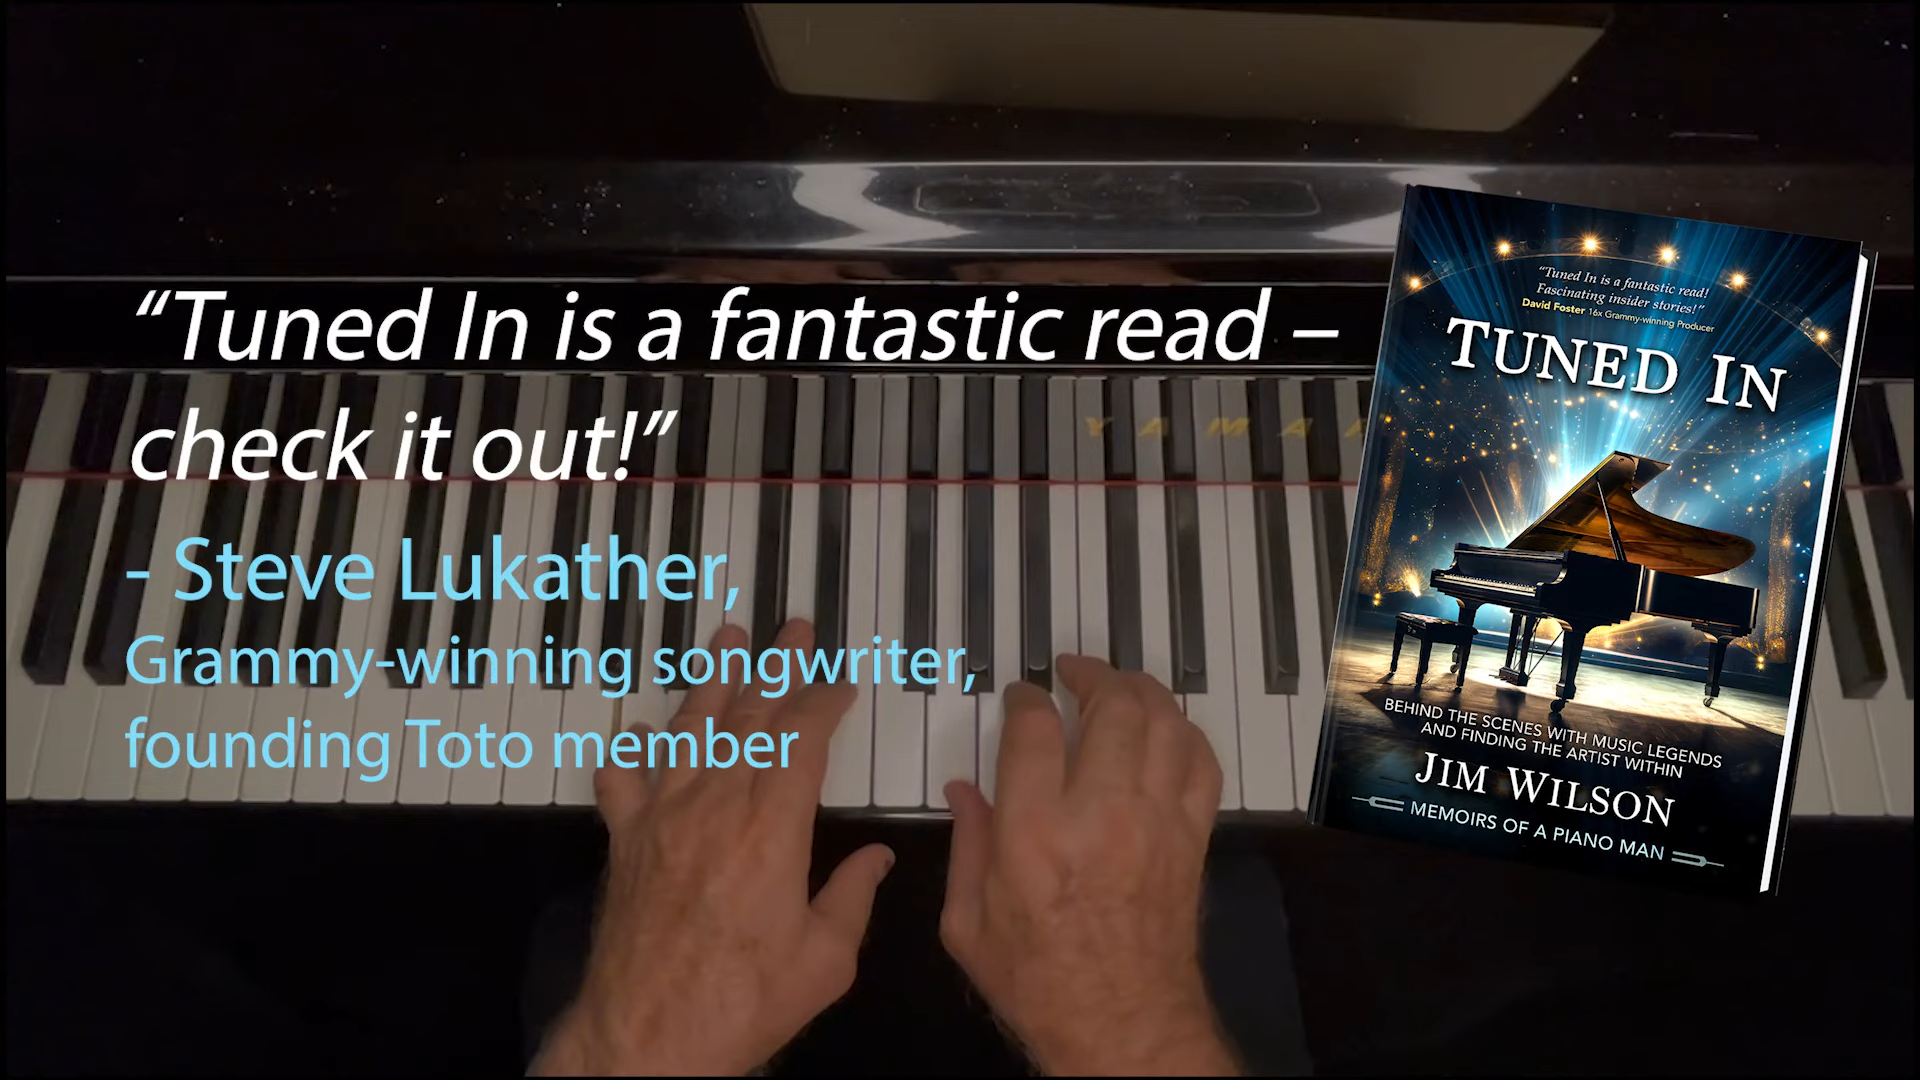 “Tuned In is a fantastic read –
check it out!”
- Steve Lukather,
Grammy-winning songwriter,
founding Toto member
“Tuned In is a fantastic read!
Fascinating insider stories!”
David Foster 16x Grammy-winning Producer
TUNED IN
BEHIND THE SCENES WITH MUSIC LEGENDS
AND FINDING THE ARTIST WITHIN
JIM WILSON
MEMOIRS OF A PIANO MAN